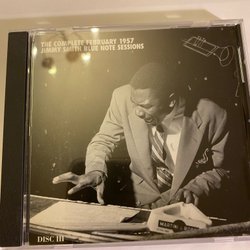 THE COMPLETE FEBRUARY 1957
JIMMY SMITH BLUE NOTE SESSIONS
DISC III